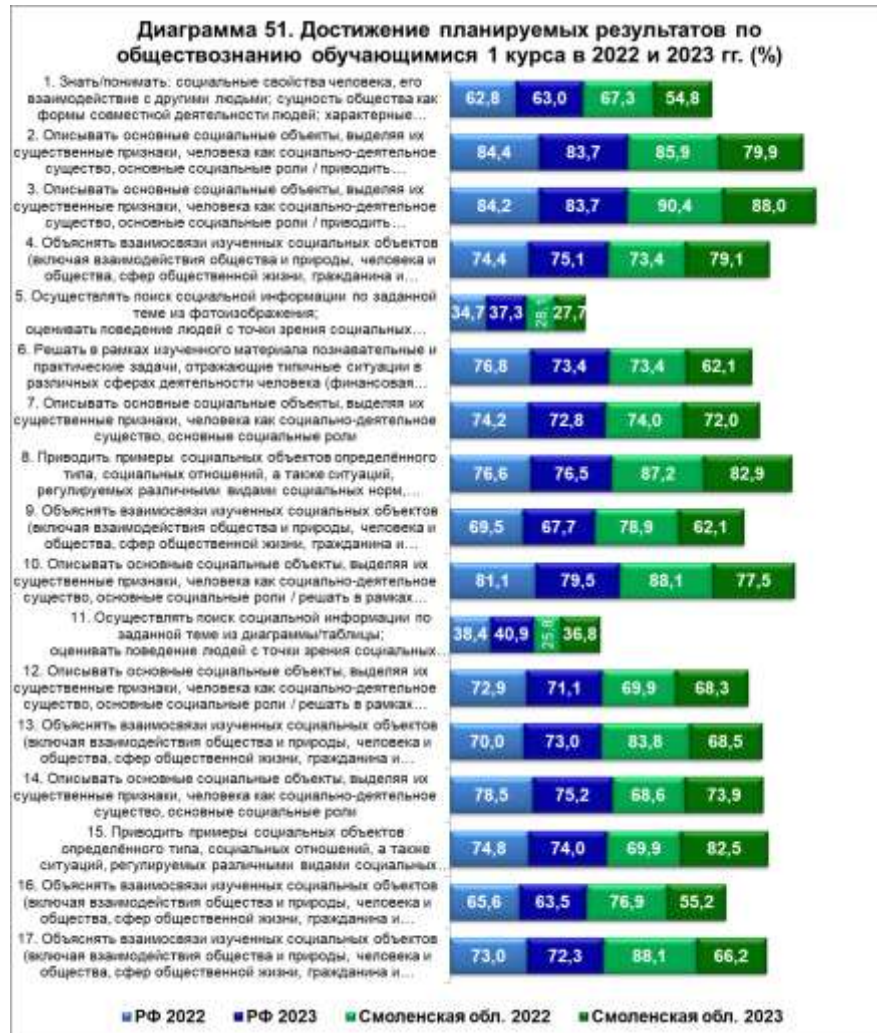 Диаграмма 51. Достижение планируемых результатов по
обществознанию обучающимися 1 курса в 2022 и 2023 гг. (%)
1. Знать/понимать: социальные свойства человека, его
взаимодействие с другими людьми; сущность общества как
формы совместной деятельности людей; характерные…
62,8 63,0 67,3 54,8
2. Описывать основные социальные объекты, выделяя их
существенные признаки, человека как социально-деятельное
существо, основные социальные роли / приводить…
84,4 83,7 85,9 79,9
3. Описывать основные социальные объекты, выделяя их
существенные признаки, человека как социально-деятельное
существо, основные социальные роли / приводить…
84,2 83,7 90,4 88,0
4. Объяснять взаимосвязи изученных социальных объектов
(включая взаимодействия общества и природы, человека и
общества, сфер общественной жизни, гражданина и…
74,4 75,1 73,4 79,1
5. Осуществлять поиск социальной информации по заданной
теме из фотоизображения;
оценивать поведение людей с точки зрения социальных…
34,7 37,3 28,1 27,7
6. Решать в рамках изученного материала познавательные и
практические задачи, отражающие типичные ситуации в
различных сферах деятельности человека (финансовая…
76,8 73,4 73,4 62,1
7. Описывать основные социальные объекты, выделяя их
существенные признаки, человека как социально-деятельное
существо, основные социальные роли
74,2 72,8 74,0 72,0
8. Приводить примеры социальных объектов определённого
типа, социальных отношений, а также ситуаций,
регулируемых различными видами социальных норм,…
76,6 76,5 87,2 82,9
9. Объяснять взаимосвязи изученных социальных объектов
(включая взаимодействия общества и природы, человека и
общества, сфер общественной жизни, гражданина и…
69,5 67,7 78,9 62,1
10. Описывать основные социальные объекты, выделяя их
существенные признаки, человека как социально-деятельное
существо, основные социальные роли / решать в рамках…
81,1 79,5 88,1 77,5
11. Осуществлять поиск социальной информации по
заданной теме из диаграммы/таблицы;
оценивать поведение людей с точки зрения социальных…
38,4 40,9 25,8 36,8
12. Описывать основные социальные объекты, выделяя их
существенные признаки, человека как социально-деятельное
существо, основные социальные роли / решать в рамках…
72,9 71,1 69,9 68,3
13. Объяснять взаимосвязи изученных социальных объектов
(включая взаимодействия общества и природы, человека и
общества, сфер общественной жизни, гражданина и…
70,0 73,0 83,8 68,5
14. Описывать основные социальные объекты, выделяя их
существенные признаки, человека как социально-деятельное
существо, основные социальные роли
78,5 75,2 68,6 73,9
15. Приводить примеры социальных объектов
определённого типа, социальных отношений, а также
ситуаций, регулируемых различными видами социальных…
74,8 74,0 69,9 82,5
16. Объяснять взаимосвязи изученных социальных объектов
(включая взаимодействия общества и природы, человека и
общества, сфер общественной жизни, гражданина и…
65,6 63,5 76,9 55,2
17. Объяснять взаимосвязи изученных социальных объектов
(включая взаимодействия общества и природы, человека и
общества, сфер общественной жизни, гражданина и…
73,0 72,3 88,1 66,2
РФ 2022 РФ 2023 Смоленская обл. 2022 Смоленская обл. 2023